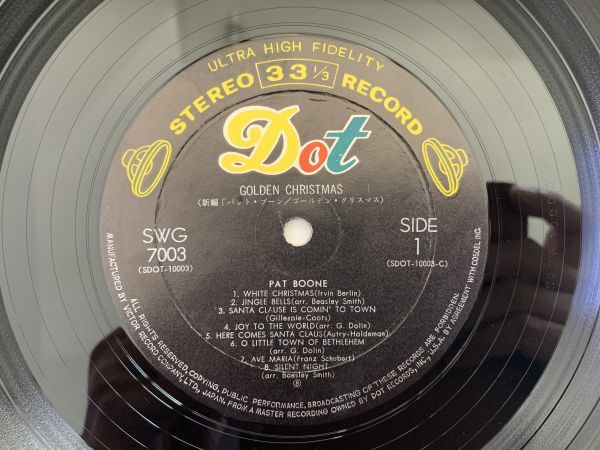 ULTRA HIGH FIDELITY
STEREO 33 1/3 RECORD
Dot
GOLDEN CHRISTMAS
(新編「パット・ブーン/ゴールデン・クリスマス)
SWG
7003
(SDOT-10003)
SIDE
1
(SDOT-10003-C)
PAT BOONE
1. WHITE CHRISTMAS(Irvin Berlin)
2. JINGLE BELLS(arr. Beasley Smith)
3. SANTA CLAUSE IS COMIN' TO TOWN
(Gillespie-Coots)
4. JOY TO THE WORLD(arr. G. Dolin)
5. HERE COMES SANTA CLAUS(Autry-Haldeman)
6. O LITTLE TOWN OF BETHLEHEM
(arr. G. Dolin)
7. AVE MARIA(Franz Schubert)
8. SILENT NIGHT
(arr. Baesley Smith)
Ⓑ
ALL RIGHTS RESERVED, COPYING, PUBLIC PERFORMANCE, BROADCASTING OF THESE RECORDS ARE FORBIDDEN.
MANUFACTURED BY VICTOR RECORD COMPANY, LTD., JAPAN. FROM A MASTER RECORDING OWNED BY DOT RECORDS, INC., U.S.A. BY AGREEMENT WITH COSDEL INC.